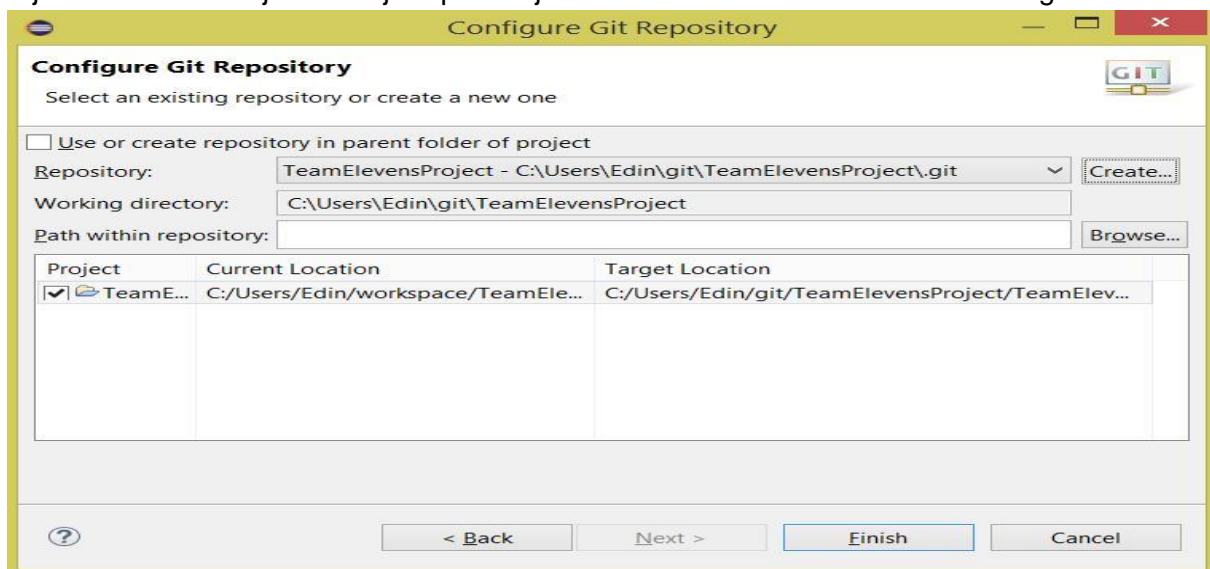 Configure Git Repository
Configure Git Repository
GIT
Select an existing repository or create a new one
Use or create repository in parent folder of project
Repository: TeamElevensProject - C:\Users\Edin\git\TeamElevensProject\.git Create...
Working directory: C:\Users\Edin\git\TeamElevensProject
Path within repository: Browse...
Project Current Location Target Location
TeamE... C:/Users/Edin/workspace/TeamEle... C:/Users/Edin/git/TeamElevensProject/TeamElev...
? < Back Next > Finish Cancel